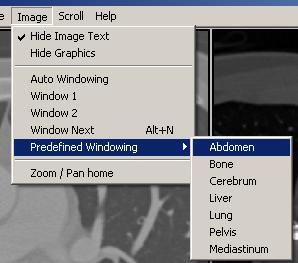 e Image Scroll Help
Hide Image Text
Hide Graphics
Auto Windowing
Window 1
Window 2
Window Next Alt+N
Predefined Windowing
Zoom / Pan home
Abdomen
Bone
Cerebrum
Liver
Lung
Pelvis
Mediastinum